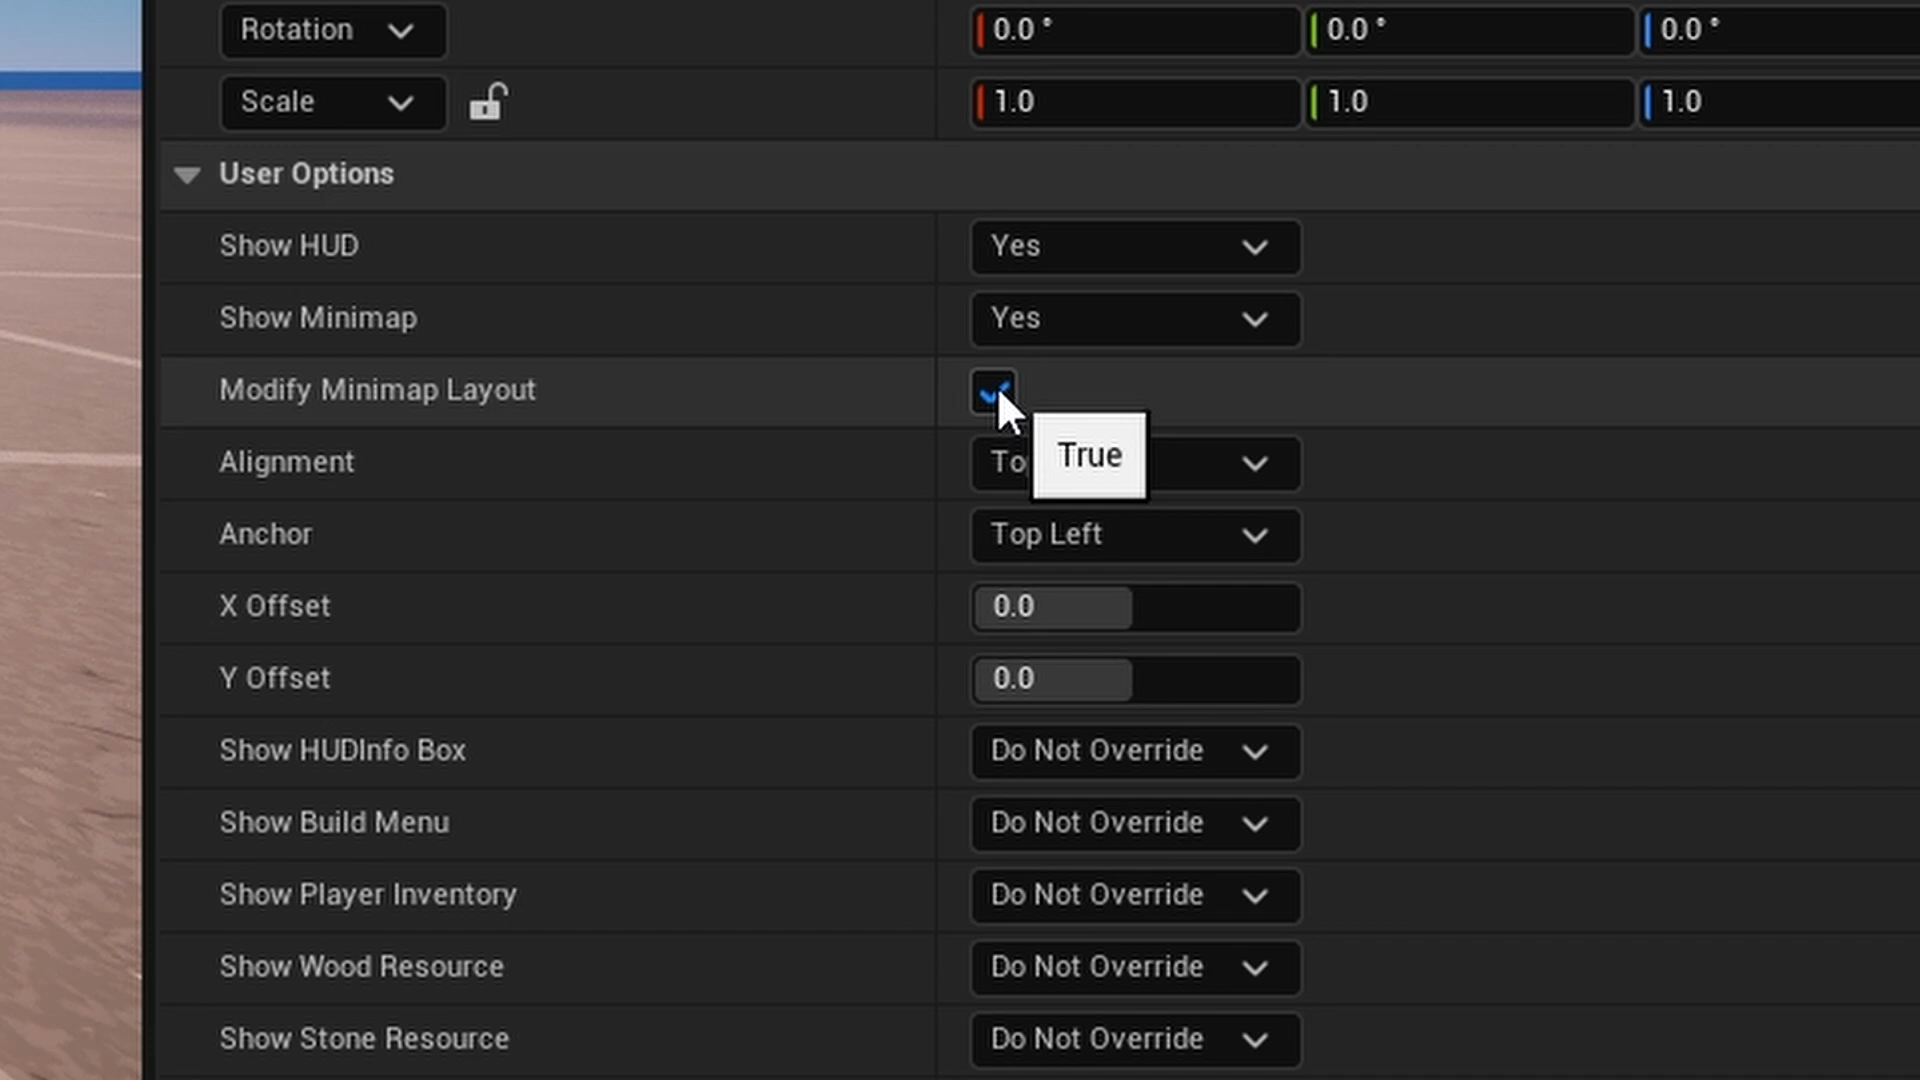 Rotation 0.0 ° 0.0 ° 0.0 °
Scale 1.0 1.0 1.0
User Options
Show HUD Yes
Show Minimap Yes
Modify Minimap Layout
Alignment True
Anchor Top Left
X Offset 0.0
Y Offset 0.0
Show HUDInfo Box Do Not Override
Show Build Menu Do Not Override
Show Player Inventory Do Not Override
Show Wood Resource Do Not Override
Show Stone Resource Do Not Override